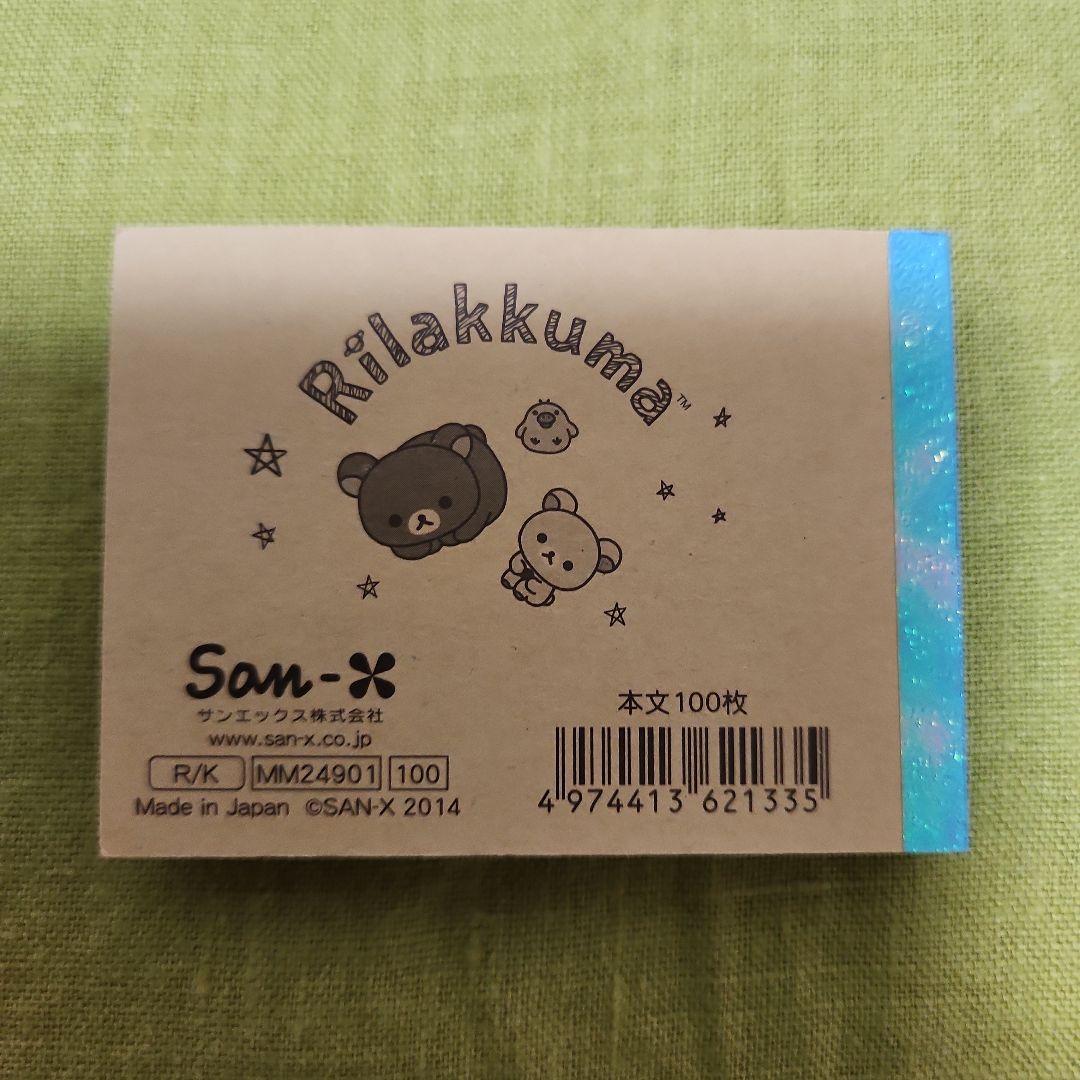 Rilakkuma™
San-X
サンエックス株式会社
www.san-x.co.jp
R/K MM24901 100
Made in Japan ©SAN-X 2014
本文100枚
4 974413 621335